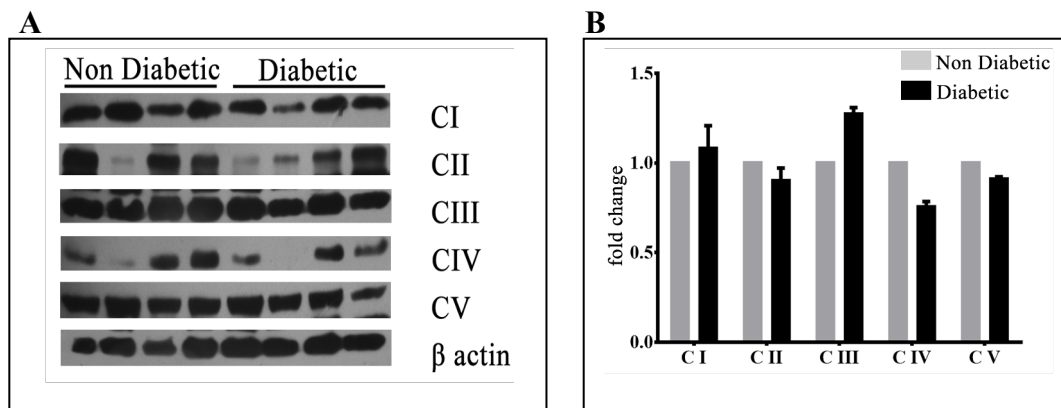 A
Non Diabetic Diabetic
CI
CII
CIII
CIV
CV
β actin
B
Non Diabetic
Diabetic
fold change
1.5
1.0
0.5
0.0
C I C II C III C IV C V